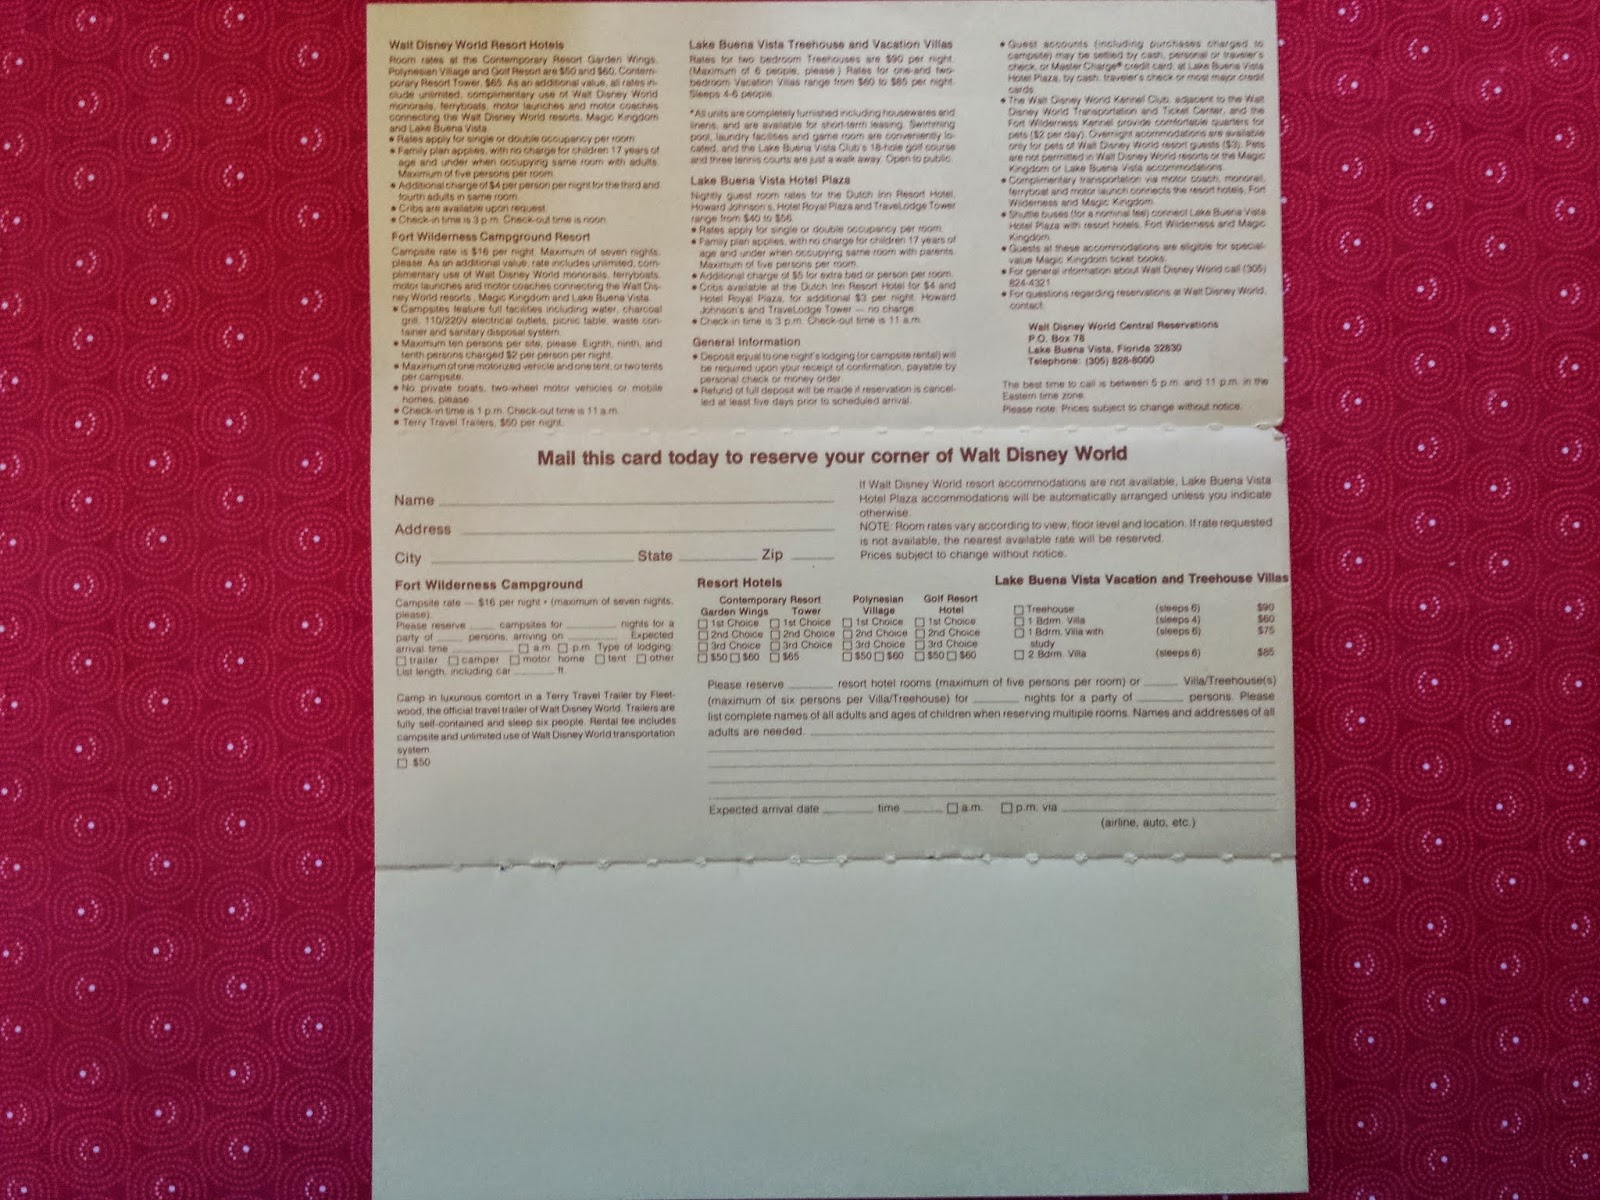 Walt Disney World Resort Hotels
Room rates at the Contemporary Resort Garden Wings,
Polynesian Village and Golf Resort are $50 and $60. Contem-
porary Resort Tower, $65. As an additional value, all rates in-
clude unlimited, complimentary use of Walt Disney World
monorails, ferryboats, motor launches and motor coaches
connecting the Walt Disney World resorts, Magic Kingdom
and Lake Buena Vista.
• Rates apply for single or double occupancy per room.
• Family plan applies, with no charge for children 17 years of
age and under when occupying same room with adults.
Maximum of five persons per room.
• Additional charge of $4 per person per night for the third and
fourth adults in same room.
• Cribs are available upon request.
• Check-in time is 3 p.m. Check-out time is noon.
Fort Wilderness Campground Resort
Campsite rate is $16 per night. Maximum of seven nights,
please. As an additional value, rate includes unlimited, com-
plimentary use of Walt Disney World monorails, ferryboats,
motor launches and motor coaches connecting the Walt Dis-
ney World resorts, Magic Kingdom and Lake Buena Vista.
• Campsites feature full facilities including water, charcoal
grill, 110/220V electrical outlets, picnic table, waste con-
tainer and sanitary disposal system.
• Maximum ten persons per site, please. Eighth, ninth, and
tenth persons charged $2 per person per night.
• Maximum of one motorized vehicle and one tent, or two tents
per campsite.
• No private boats, two-wheel motor vehicles or mobile
homes, please.
• Check-in time is 1 p.m. Check-out time is 11 a.m.
• Terry Travel Trailers, $50 per night.
Lake Buena Vista Treehouse and Vacation Villas
Rates for two bedroom Treehouses are $90 per night.
(Maximum of 6 people, please.) Rates for one-and two-
bedroom Vacation Villas range from $60 to $85 per night.
Sleeps 4-6 people.
*All units are completely furnished including housewares and
linens, and are available for short-term leasing. Swimming
pool, laundry facilities and game room are conveniently lo-
cated, and the Lake Buena Vista Club's 18-hole golf course
and three tennis courts are just a walk away. Open to public.
Lake Buena Vista Hotel Plaza
Nightly guest room rates for the Dutch Inn Resort Hotel,
Howard Johnson's, Hotel Royal Plaza and TraveLodge Tower
range from $40 to $56.
• Rates apply for single or double occupancy per room.
• Family plan applies, with no charge for children 17 years of
age and under when occupying same room with parents.
Maximum of five persons per room.
• Additional charge of $5 for extra bed or person per room.
• Cribs available at the Dutch Inn Resort Hotel for $4 and
Hotel Royal Plaza, for additional $3 per night. Howard
Johnson's and TraveLodge Tower — no charge.
• Check-in time is 3 p.m. Check-out time is 11 a.m.
General Information
• Deposit equal to one night's lodging (or campsite rental) will
be required upon your receipt of confirmation, payable by
personal check or money order.
• Refund of full deposit will be made if reservation is cancel-
led at least five days prior to scheduled arrival.
• Guest accounts (including purchases charged to
campsite) may be settled by cash, personal or traveler's
check, or Master Charge® credit card; at Lake Buena Vista
Hotel Plaza, by cash, traveler's check or most major credit
cards.
• The Walt Disney World Kennel Club, adjacent to the Walt
Disney World Transportation and Ticket Center, and the
Fort Wilderness Kennel provide comfortable quarters for
pets ($2 per day). Overnight acommodations are available
only for pets of Walt Disney World resort guests ($3). Pets
are not permitted in Walt Disney World resorts or the Magic
Kingdom or Lake Buena Vista accommodations.
• Complimentary transportation via motor coach, monorail,
ferryboat and motor launch connects the resort hotels, Fort
Wilderness and Magic Kingdom.
• Shuttle buses (for a nominal fee) connect Lake Buena Vista
Hotel Plaza with resort hotels, Fort Wilderness and Magic
Kingdom.
• Guests at these accommodations are eligible for special-
value Magic Kingdom ticket books.
• For general information about Walt Disney World call (305)
824-4321.
• For questions regarding reservations at Walt Disney World,
contact:
Walt Disney World Central Reservations
P.O. Box 78
Lake Buena Vista, Florida 32830
Telephone: (305) 828-8000
The best time to call is between 5 p.m. and 11 p.m. in the
Eastern time zone.
Please note: Prices subject to change without notice.
Mail this card today to reserve your corner of Walt Disney World
Name
Address
City State Zip
If Walt Disney World resort accommodations are not available, Lake Buena Vista
Hotel Plaza accommodations will be automatically arranged unless you indicate
otherwise.
NOTE: Room rates vary according to view, floor level and location. If rate requested
is not available, the nearest available rate will be reserved.
Prices subject to change without notice.
Fort Wilderness Campground
Campsite rate — $16 per night • (maximum of seven nights,
please).
Please reserve campsites for nights for a
party of persons, arriving on Expected
arrival time a.m. p.m. Type of lodging:
trailer camper motor home tent other
List length, including car ft.
Camp in luxurious comfort in a Terry Travel Trailer by Fleet-
wood, the official travel trailer of Walt Disney World. Trailers are
fully self-contained and sleep six people. Rental fee includes
campsite and unlimited use of Walt Disney World transportation
system.
$50
Resort Hotels
Contemporary Resort Polynesian Golf Resort
Garden Wings Tower Village Hotel
1st Choice 1st Choice 1st Choice 1st Choice
2nd Choice 2nd Choice 2nd Choice 2nd Choice
3rd Choice 3rd Choice 3rd Choice 3rd Choice
$50 $60 $65 $50 $60 $50 $60
Lake Buena Vista Vacation and Treehouse Villas
Treehouse (sleeps 6) $90
1 Bdrm. Villa (sleeps 4) $60
1 Bdrm. Villa with (sleeps 6) $75
study
2 Bdrm. Villa (sleeps 6) $85
Please reserve resort hotel rooms (maximum of five persons per room) or Villa/Treehouse(s)
(maximum of six persons per Villa/Treehouse) for nights for a party of persons. Please
list complete names of all adults and ages of children when reserving multiple rooms. Names and addresses of all
adults are needed.
Expected arrival date time a.m. p.m. via
(airline, auto, etc.)